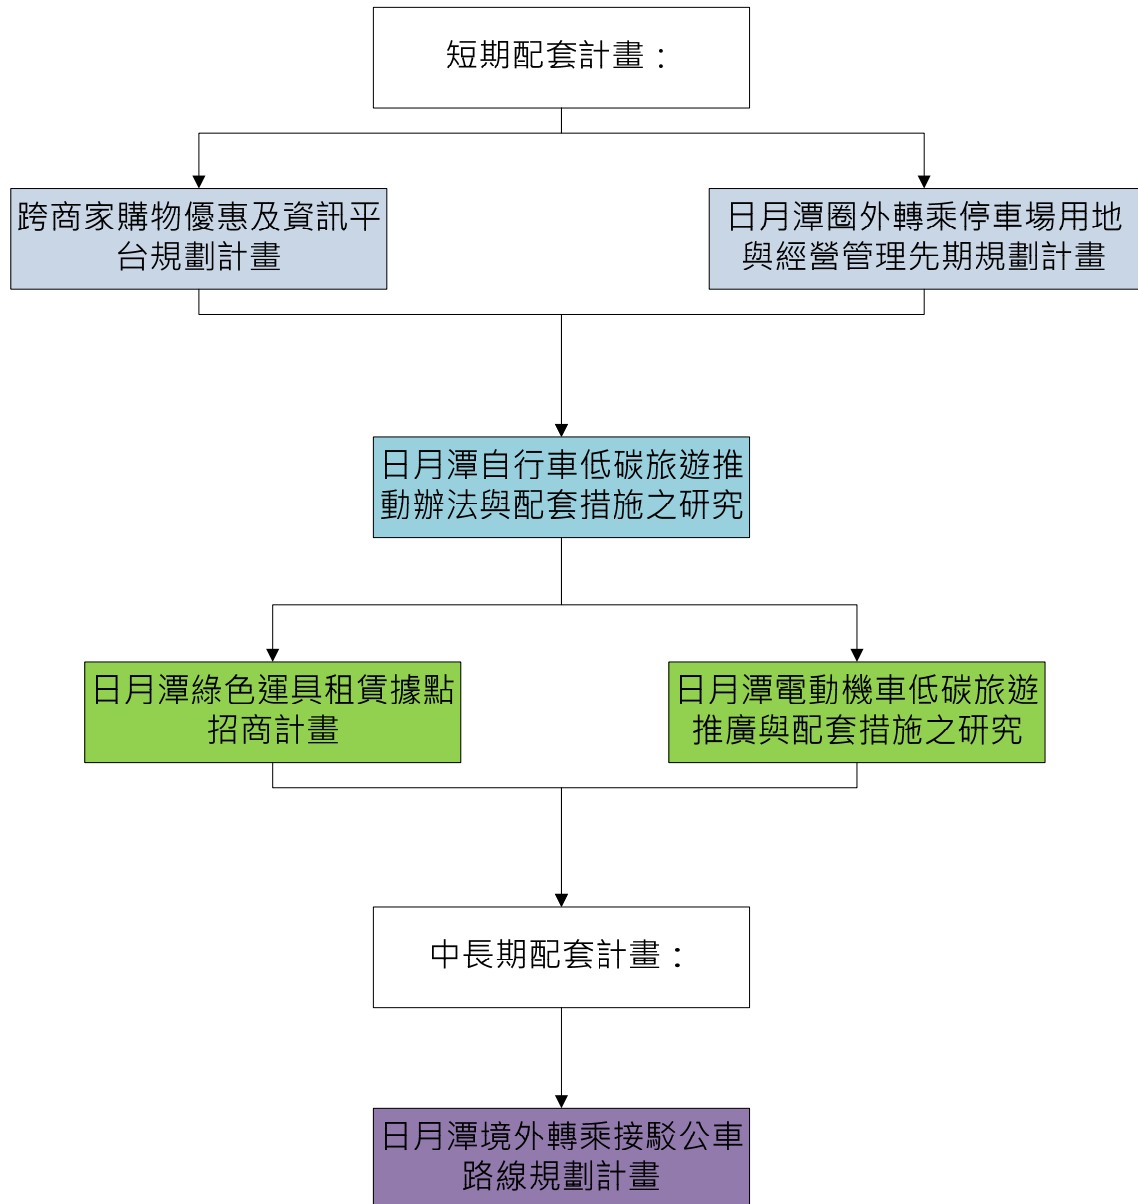 短期配套計畫：
跨商家購物優惠及資訊平
台規劃計畫
日月潭圈外轉乘停車場用地
與經營管理先期規劃計畫
日月潭自行車低碳旅遊推
動辦法與配套措施之研究
日月潭綠色運具租賃據點
招商計畫
日月潭電動機車低碳旅遊
推廣與配套措施之研究
中長期配套計畫：
日月潭境外轉乘接駁公車
路線規劃計畫